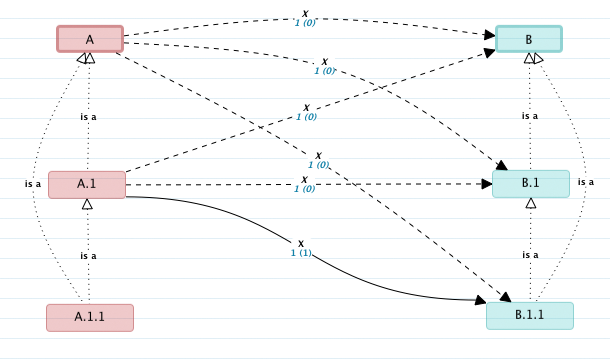 X
1 (0)
A
B
X
1 (0)
X
1 (0)
is a
is a
X
1 (0)
is a
A.1
X
1 (0)
B.1
is a
X
1 (1)
is a
is a
A.1.1
B.1.1